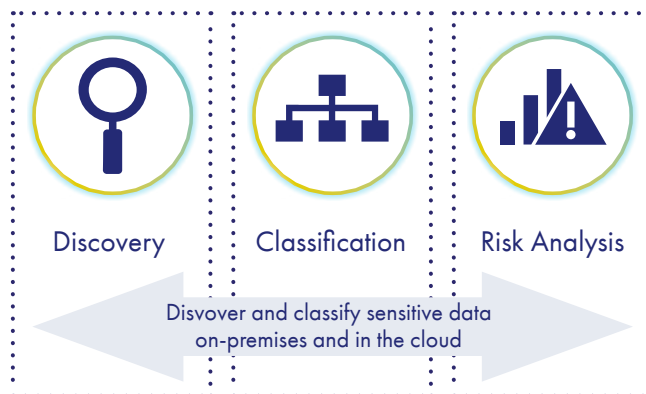 Discovery
Classification
Risk Analysis
Disvover and classify sensitive data
on-premises and in the cloud